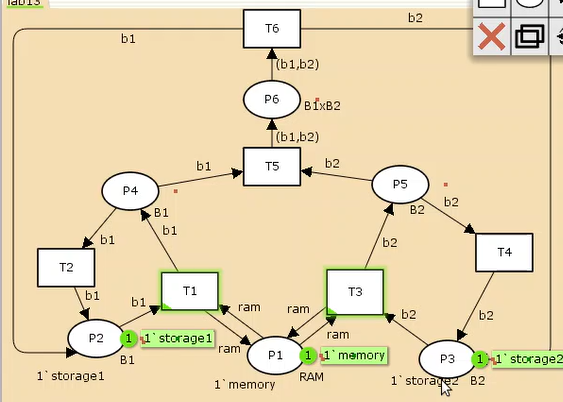 lab13
T6
b2
b1
(b1,b2)
P6
B1xB2
(b1,b2)
T5
b1
b2
P4
P5
B1
B2
b2
b1
b1
b2
T2
T4
T1
T3
b1
b1
ram
ram
b2
b2
P2
1
1`storage1
ram
ram
P1
1
1`memory
P3
1
1`storage2
B1
1`storage1
1`memory
RAM
1`storage2
B2